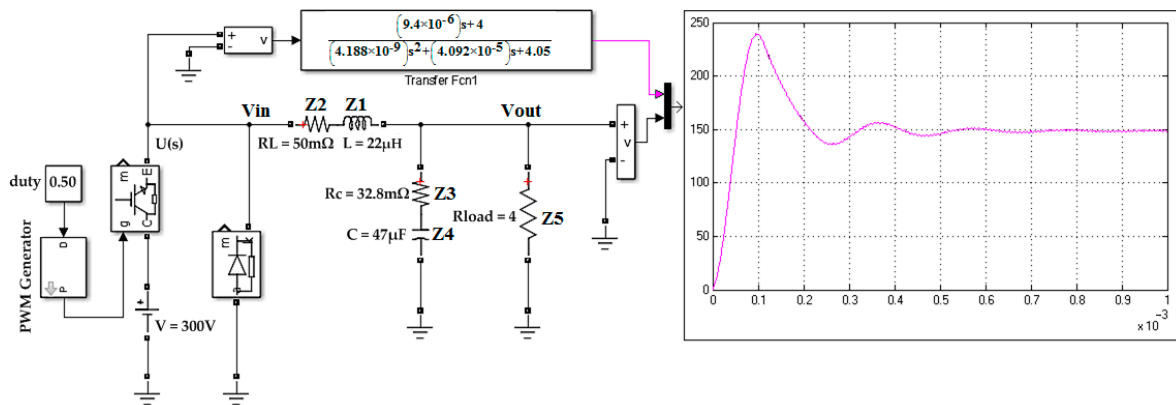 (9.4×10⁻⁶)s+4
(4.188×10⁻⁹)s²+(4.092×10⁻⁵)s+4.05
Transfer Fcn1
+
-
v
Vin
Z2
Z1
Vout
U(s)
RL = 50mΩ
L = 22μH
+
v
-
duty
0.50
m
E
g
C
Rc = 32.8mΩ
Z3
Rload = 4
Z5
C = 47μF
Z4
PWM Generator
D
P
m
k
a
+
V = 300V
250
200
150
100
50
0
0
0.1
0.2
0.3
0.4
0.5
0.6
0.7
0.8
0.9
1
x 10⁻³